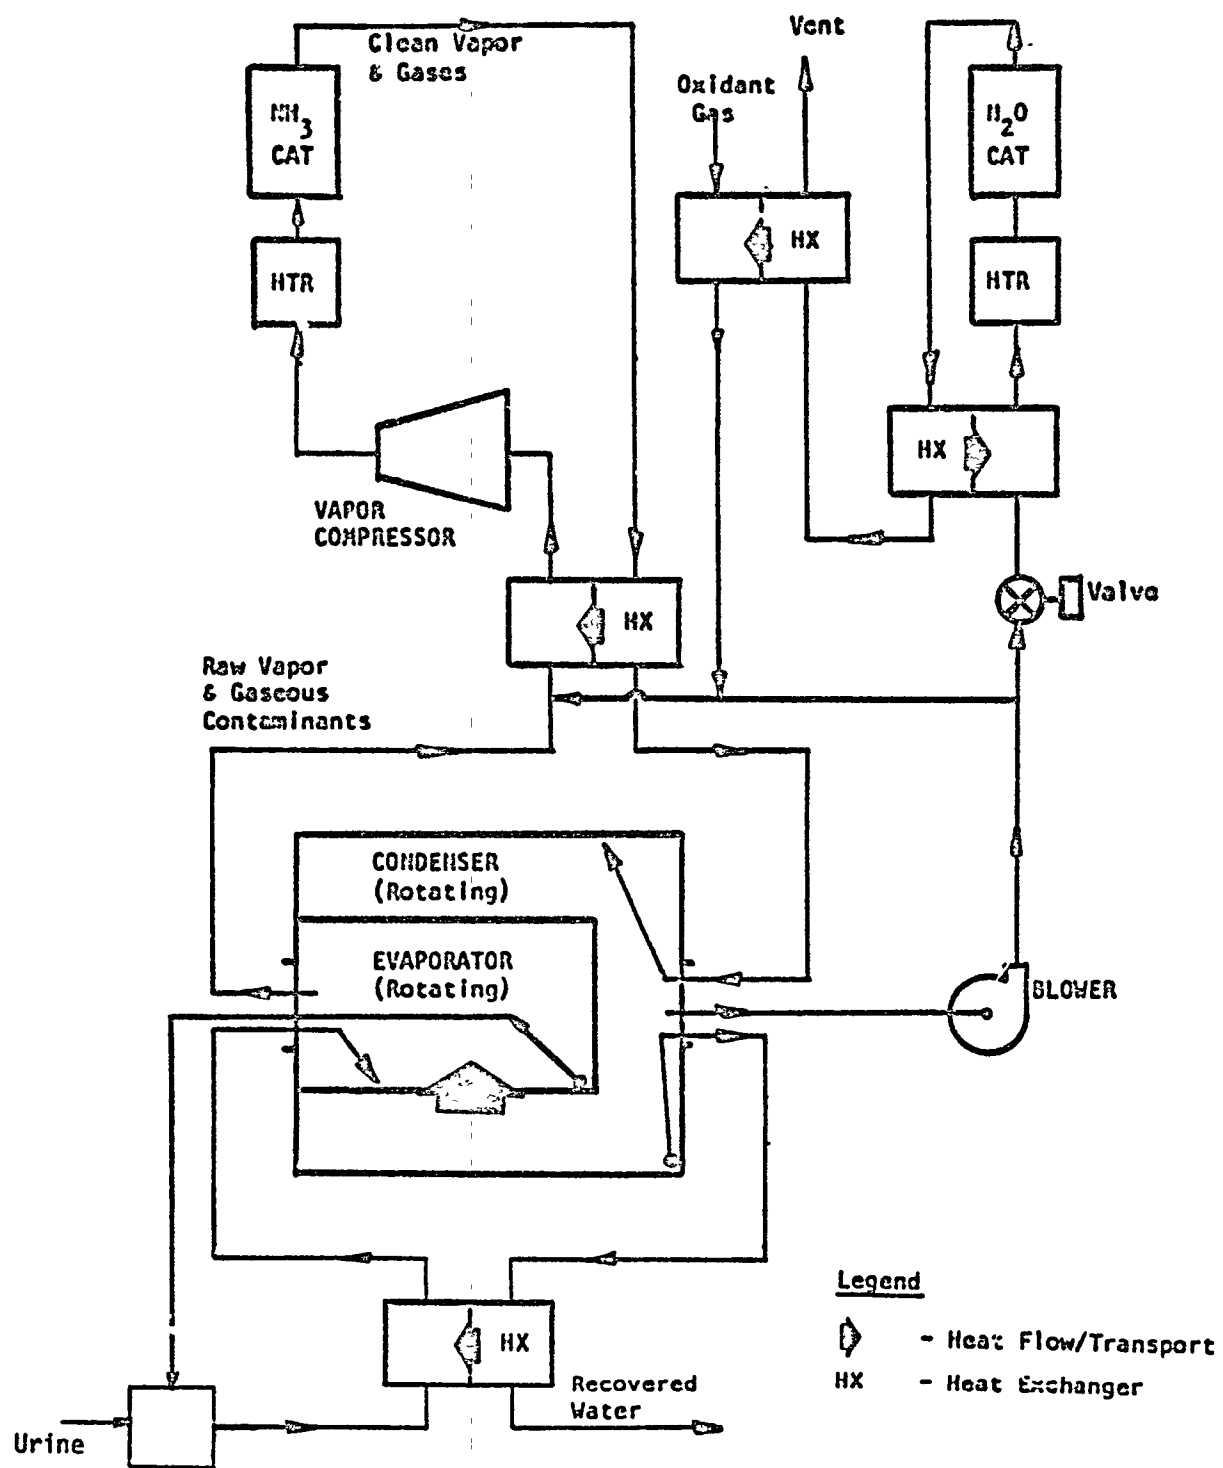 Clean Vapor
& Gases
Vent
Oxidant
Gas
NH3
CAT
N2O
CAT
HX
HTR
HTR
HX
VAPOR
COMPRESSOR
HX
Valve
Raw Vapor
& Gaseous
Contaminants
CONDENSER
(Rotating)
EVAPORATOR
(Rotating)
BLOWER
Legend
- Heat Flow/Transport
HX
HX - Heat Exchanger
Recovered
Water
Urine